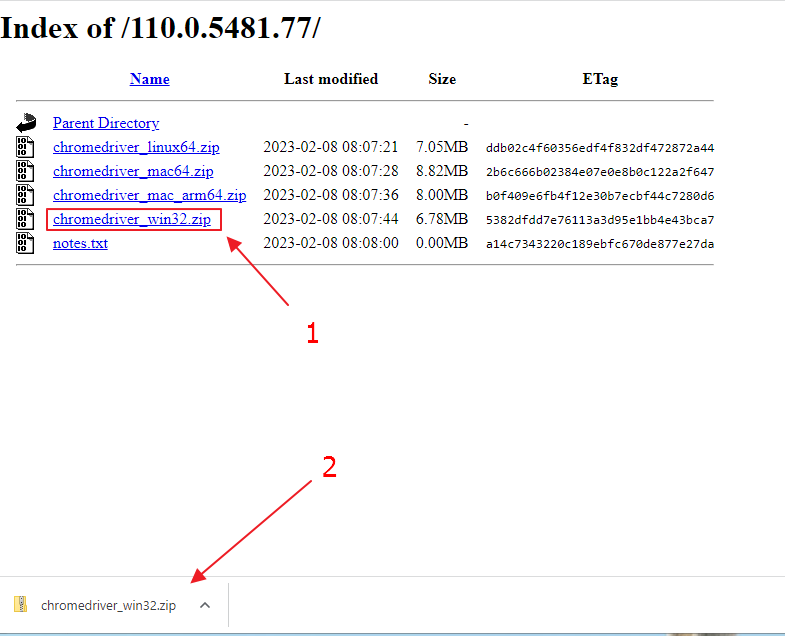 Index of /110.0.5481.77/
Name Last modified Size ETag
Parent Directory -
chromedriver_linux64.zip 2023-02-08 08:07:21 7.05MB ddb02c4f60356edf4f832df472872a44
chromedriver_mac64.zip 2023-02-08 08:07:28 8.82MB 2b6c666b02384e07e0e8b0c122a2f647
chromedriver_mac_arm64.zip 2023-02-08 08:07:36 8.00MB b0f409e6fb4f12e30b7ecbf44c7280d6
chromedriver_win32.zip 2023-02-08 08:07:44 6.78MB 5382dfdd7e76113a3d95e1bb4e43bca7
notes.txt 2023-02-08 08:08:00 0.00MB a14c7343220c189ebfc670de877e27da
1
2
chromedriver_win32.zip